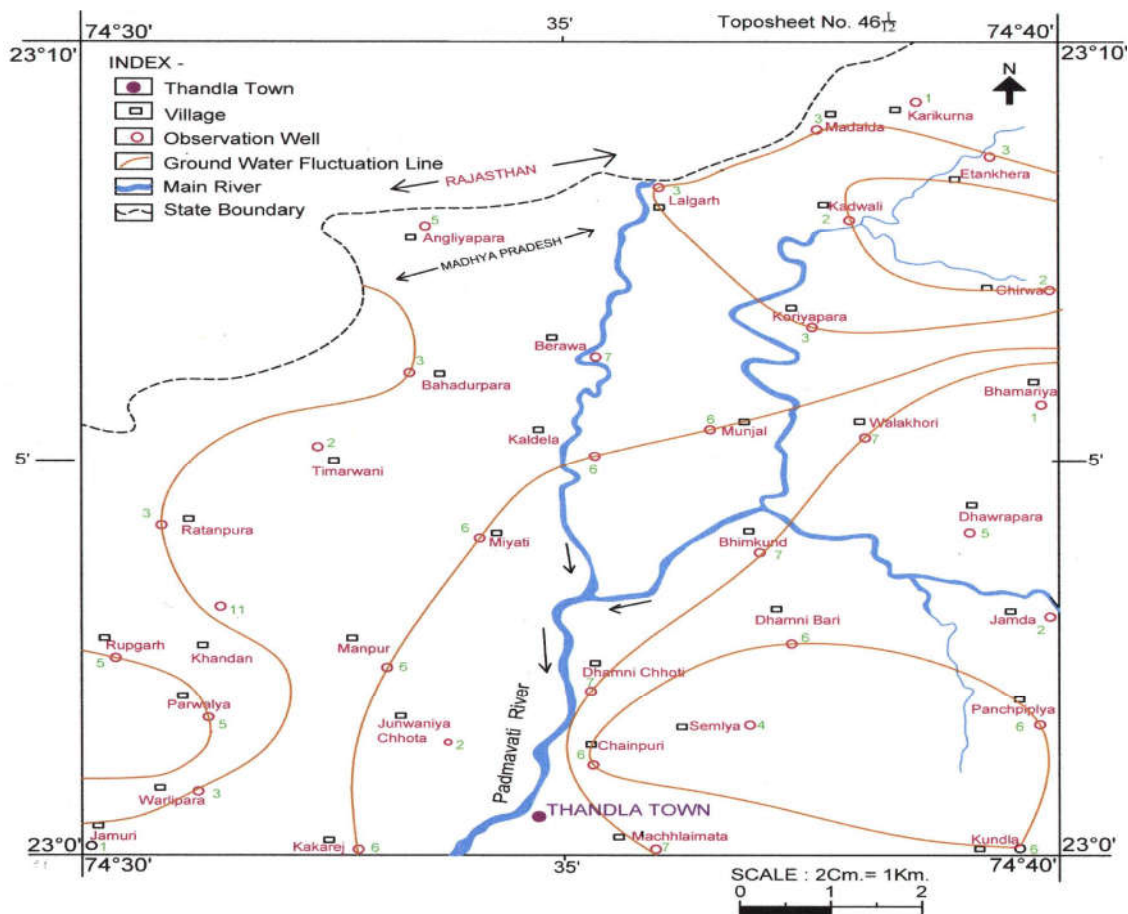 Toposheet No. 46 I/12
74°30' 35' 74°40'
23°10' 23°10'
INDEX -
Thandla Town
Village
Observation Well
Ground Water Fluctuation Line
Main River
State Boundary
N
1
Karikurna
3
Madalda
3
Etankhera
RAJASTHAN
3
Lalgarh
Kadwali
2
5
Angliyapara
MADHYA PRADESH
2
Chirwa
Koriyapara
3
Berawa
7
3
Bahadurpara
Bhamariya
1
6
Munjal
Walakhori
7
Kaldela
6
5' 5'
2
Timarwani
3
Ratanpura
6
Miyati
Dhawrapara
5
Bhimkund
7
11
Jamda
2
Dhamni Bari
6
Rupgarh
5
Khandan
Manpur
6
Dhamni Chhoti
7
Parwalya
5
Panchpiplya
6
Junwaniya
Chhota
2
Padmavati River
Semlya
4
Chainpuri
6
Warlipara
3
THANDLA TOWN
Jamuri
1
Kakarej
6
Machhlaimata
7
Kundla
6
23°0' 23°0'
74°30' 35' 74°40'
SCALE : 2Cm.= 1Km.
0 1 2